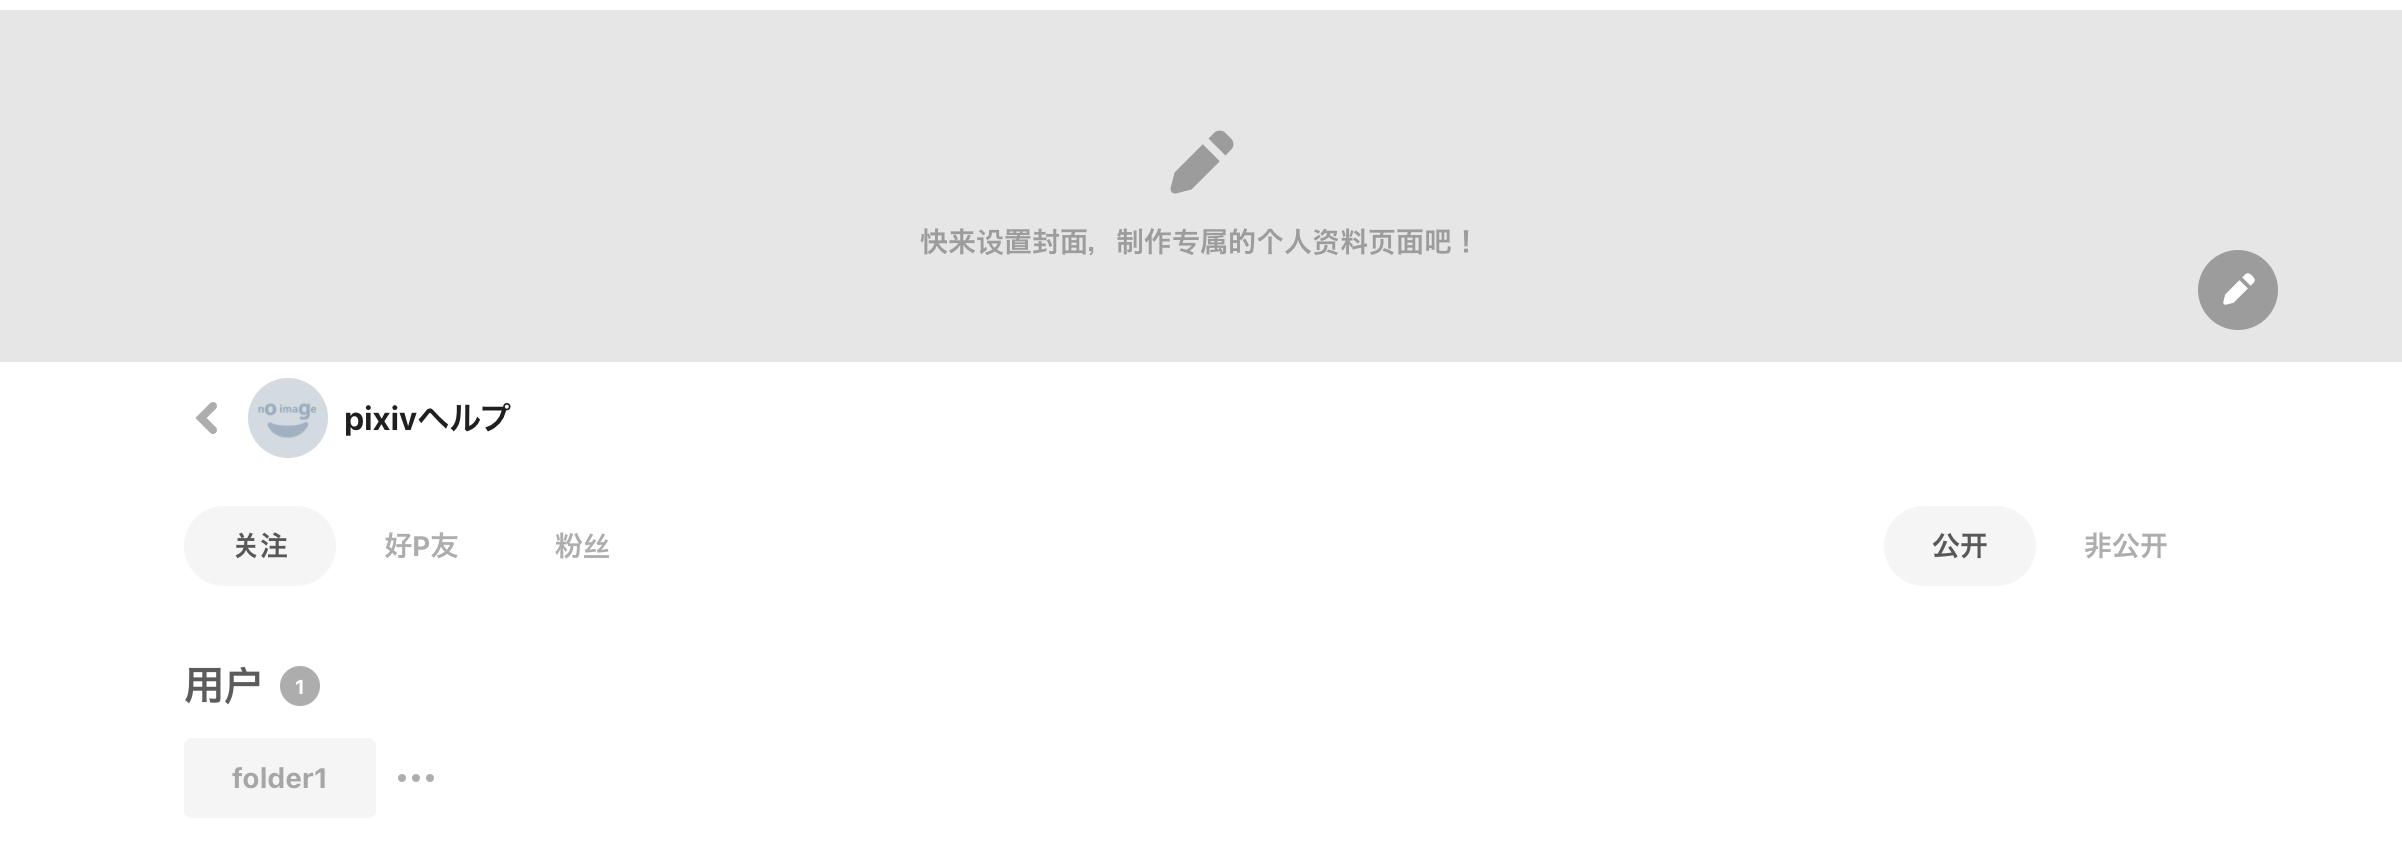 快来设置封面，制作专属的个人资料页面吧！
no image
pixivヘルプ
关注 好P友 粉丝 公开 非公开
用户 1
folder1